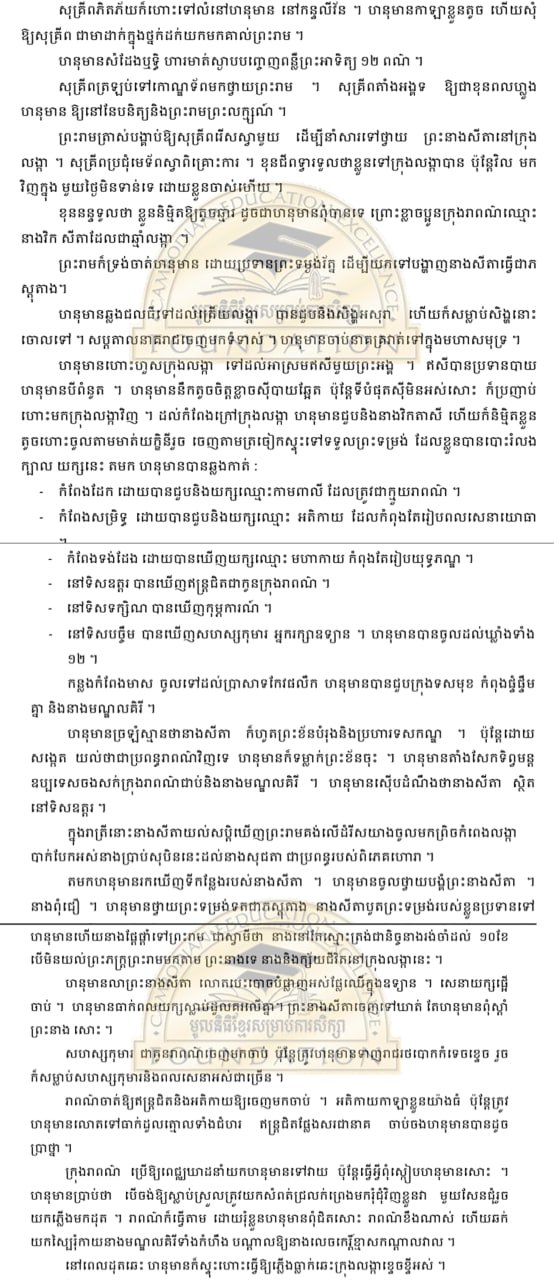 សុគ្រីពភិតភ័យក៏ហោះទៅលំនៅហនុមាន នៅកន្ទលីវ័ន ។ ហនុមានកាឡាខ្លួនតូច ហើយសុំ
ឱ្យសុគ្រីព ជាមាដាក់ក្នុងថ្នក់ដក់យកមកគាល់ព្រះរាម ។
ហនុមានសំដែងឬទ្ធិ ហារមាត់ស្ងាបបញ្ចេញពន្លឺព្រះអាទិត្យ ១២ ពណ៌ ។
សុគ្រីពត្រឡប់ទៅកោណ្ឌទ័ពមកថ្វាយព្រះរាម ។ សុគ្រីពតាំងអង្គទ ឱ្យជាខុនពលហ្លួង
ហនុមាន ឱ្យនៅនែបនិត្យនិងព្រះរាមព្រះលក្ស្មណ៍ ។
ព្រះរាមត្រាស់បង្គាប់ឱ្យសុគ្រីពរើសស្វាមួយ ដើម្បីនាំសារទៅថ្វាយ ព្រះនាងសីតានៅក្រុង
លង្កា ។ សុគ្រីពប្រជុំមេទ័ពស្វាពិគ្រោះការ ។ ខុនជីពទ្វារទូលថាខ្លួនទៅក្រុងលង្កាបាន ប៉ុន្តែវិល មក
វិញក្នុង មួយថ្ងៃមិនទាន់ទេ ដោយខ្លួនចាស់ហើយ ។
ខុននន្ទទូលថា ខ្លួននិម្មិតឱ្យតូចឆ្មារ ដូចជាហនុមានពុំបានទេ ព្រោះខ្លាចប្អូនក្រុងរាពណ៍ឈ្មោះ
នាងវិក សីតាដែលជាឆ្មាំលង្កា ។
ព្រះរាមក៏ទ្រង់ចាត់ហនុមាន ដោយប្រទានព្រះទម្រង់រ័ត្ន ដើម្បីយកទៅបង្ហាញនាងសីតាធ្វើជាភ
ស្តុតាង។
ហនុមានឆ្លងជលធីរទៅដល់ត្រើយលង្កា បានជួបនិងសិង្ហអសុរា ហើយក៏សម្លាប់សិង្ហនោះ
ចោលទៅ ។ សប្តតាលនាគរាជចេញមកទំទាស់ ។ ហនុមានចាប់នាគគ្រវាត់ទៅក្នុងមហាសមុទ្រ ។
ហនុមានហោះហួសក្រុងលង្កា ទៅដល់អាស្រមឥសីមួយព្រះអង្គ ។ ឥសីបានប្រទានបាយ
ហនុមានបីពំនូត ។ ហនុមាននឹកតូចចិត្តខ្លាចស៊ីបាយឆ្អែត ប៉ុន្តែទីបំផុតស៊ីមិនអស់សោះ ក៏ប្រញាប់
ហោះមកក្រុងលង្កាវិញ ។ ដល់កំពែងក្រៅក្រុងលង្កា ហនុមានជួបនិងនាងវិកតាសី ហើយក៏និម្មិតខ្លួន
តូចហោះចូលតាមមាត់យក្ខិនីរួច ចេញតាមត្រចៀកស្ទុះទៅទទួលព្រះទម្រង់ ដែលខ្លួនបានបោះរំលង
ក្បាល យក្សនេះ តមក ហនុមានបានឆ្លងកាត់ :
- កំពែងដែក ដោយបានជួបនិងយក្សឈ្មោះកាមពាលី ដែលត្រូវជាក្មួយរាពណ៍ ។
- កំពែងសម្រិទ្ធ ដោយបានជួបនិងយក្សឈ្មោះ អតិកាយ ដែលកំពុងតែរៀបពលសេនាយោធា
។
- កំពែងទង់ដែង ដោយបានឃើញយក្សឈ្មោះ មហាកាយ កំពុងតែរៀបយុទ្ធភណ្ឌ ។
- នៅទិសឧត្តរ បានឃើញឥន្ទ្រជិតជាកូនក្រុងរាពណ៍ ។
- នៅទិសទក្សិណ បានឃើញកុម្ភការណ៍ ។
- នៅទិសបច្ចឹម បានឃើញសហស្សកុមារ អ្នករក្សាឧទ្យាន ។ ហនុមានបានចូលដល់ឃ្លាំងទាំង
១២ ។
កន្លងកំពែងមាស ចូលទៅដល់ប្រាសាទកែវផលឹក ហនុមានបានជួបក្រុងទសមុខ កំពុងផ្ទំផ្អឹម
គ្នា និងនាងមណ្ឌលគិរី ។
ហនុមានច្រឡំស្មានថានាងសីតា ក៏ហូតព្រះខ័នបំរុងនិងប្រហារទសកណ្ឌ ។ ប៉ុន្តែដោយ
សង្កេត យល់ថាជាប្រពន្ធរាពណ៍វិញទេ ហនុមានក៏ទម្លាក់ព្រះខ័នចុះ ។ ហនុមានតាំងសែកទិព្វមន្ត
ឧប្បទេសចងសក់ក្រុងរាពណ៍ជាប់និងនាងមណ្ឌលគិរី ។ ហនុមានស៊ើបដំណឹងថានាងសីតា ស្ថិត
នៅទិសឧត្តរ ។
ក្នុងរាត្រីនោះនាងសីតាយល់សប្តិឃើញព្រះរាមគង់លើដំរីសយាងចូលមកព្រិចកំពែងលង្កា
បាក់បែកអស់នាងប្រាប់សុបិននេះដល់នាងសុជតា ជាប្រពន្ធរបស់ពិភេគហោរា ។
តមកហនុមានរកឃើញទីកន្លែងរបស់នាងសីតា ។ ហនុមានចូលថ្វាយបង្គំព្រះនាងសីតា ។
នាងពុំជឿ ។ ហនុមានថ្វាយព្រះទម្រង់ទុកជាភស្តុតាង នាងសីតាបូតព្រះទម្រង់របស់ខ្លួនប្រទានទៅ
ហនុមានហើយនាងផ្តែផ្តាំទៅព្រះរាម ជាស្វាមីថា នាងនៅតែស្មោះត្រង់ជានិច្ចនាងរង់ចាំដល់ ១០ខែ
បើមិនយល់ព្រះភក្ត្រព្រះរាមមកតាម ព្រះនាងទេ នាងនិងក្ស័យជីវិតនៅក្រុងលង្កានេះ ។
ហនុមានលាព្រះនាងសីតា លោតបេះបោចបំផ្លាញអស់ផ្លែឈើក្នុងឧទ្យាន ។ សេនាយក្សផ្អើ
ចាប់ ។ ហនុមានធាក់ពលយក្សស្លាប់ដួលគរលើគ្នា។ ព្រះនាងសីតាចេញទៅឃាត់ តែហនុមានពុំស្តាំ
ព្រះនាង សោះ ។
សហស្សកុមារ ជាកូនរាពណ៍ចេញមកចាប់ ប៉ុន្តែត្រូវហនុមានទាញរាជរថបោកកំទេចខ្ទេច រួច
ក៏សម្លាប់សហស្សកុមារនិងពលសេនាអស់ជាច្រើន ។
រាពណ៍ចាត់ឱ្យឥន្ទ្រជិតនិងអតិកាយឱ្យចេញមកចាប់ ។ អតិកាយកាឡាខ្លួនយ៉ាងធំ ប៉ុន្តែត្រូវ
ហនុមានលោតទៅធាក់ដួលត្មោលទាំងជំហរ ឥន្ទ្រជិតផ្លែងសរជានាគ ចាប់ចងហនុមានបានដូច
ប្រាថ្នា ។
ក្រុងរាពណ៍ ប្រើឱ្យពេជ្ឈឃាដនាំយកហនុមានទៅវាយ ប៉ុន្តែធ្វើអ្វីពុំស្លៀបហនុមានសោះ ។
ហនុមានប្រាប់ថា បើចង់ឱ្យស្លាប់ស្រួលត្រូវយកសំពត់ជ្រលក់ប្រេងមករុំជុំវិញខ្លួនវា មួយសែនដុំរួច
យកភ្លើងមកដុត ។ រាពណ៍ក៏ធ្វើតាម ដោយរុំខ្លួនហនុមានពុំជិតសោះ រាពណ៍ខឹងណាស់ ហើយឆក់
យកស្បៃរុំកាយនាងមណ្ឌលគិរីទាំងកំហឹង បណ្តាលឱ្យនាងលេចកេរ្តិ៍ខ្មាសកណ្តាលវាល ។
នៅពេលដុតឆេះ ហនុមានក៏ស្ទុះហោះធ្វើឱ្យភ្លើងធ្លាក់ឆេះក្រុងលង្កាខ្ទេចខ្ទីអស់ ។
CAMBODIAN EDUCATION EXCELLENCE
មូលនិធិខ្មែរសម្រាប់ការសិក្សា
FOUNDATION